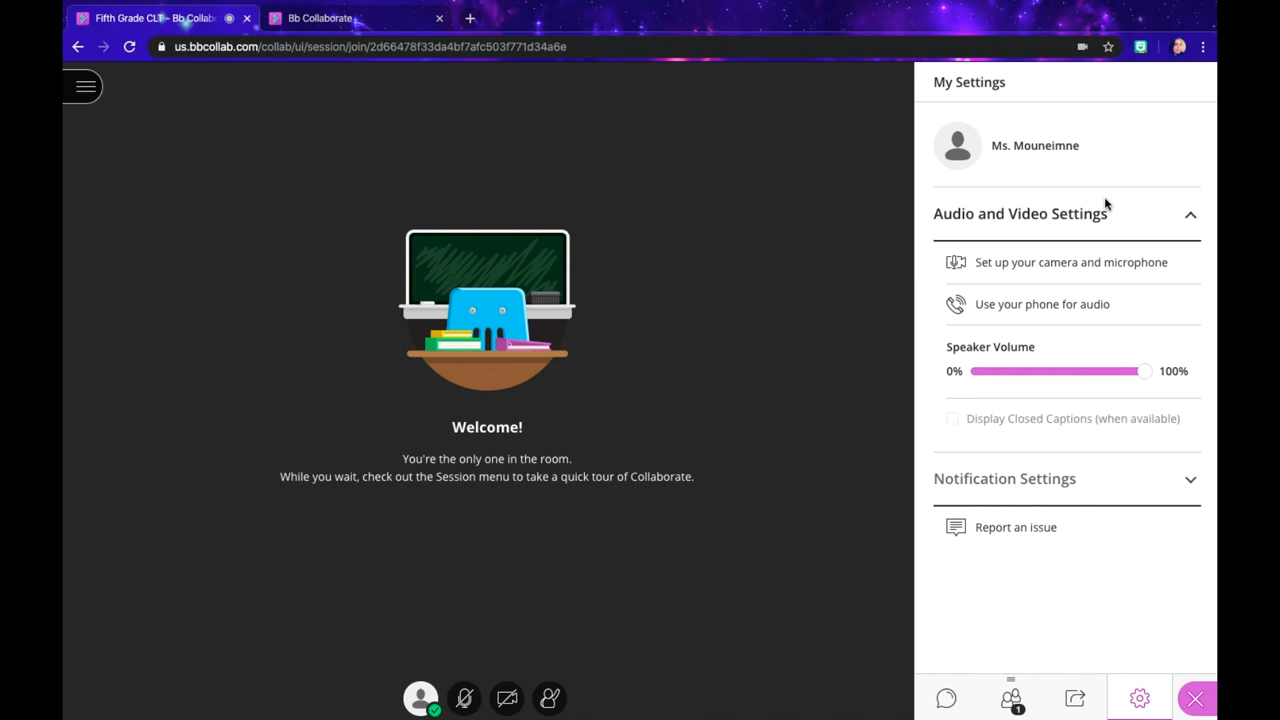 Fifth Grade CLT - Bb Collab
Bb Collaborate
us.bbcollab.com/collab/ui/session/join/2d66478f33da4bf7afc503f771d34a6e
My Settings
Ms. Mouneimne
Audio and Video Settings
Set up your camera and microphone
Use your phone for audio
Speaker Volume
0% 100%
Display Closed Captions (when available)
Notification Settings
Report an issue
Welcome!
You're the only one in the room.
While you wait, check out the Session menu to take a quick tour of Collaborate.
1